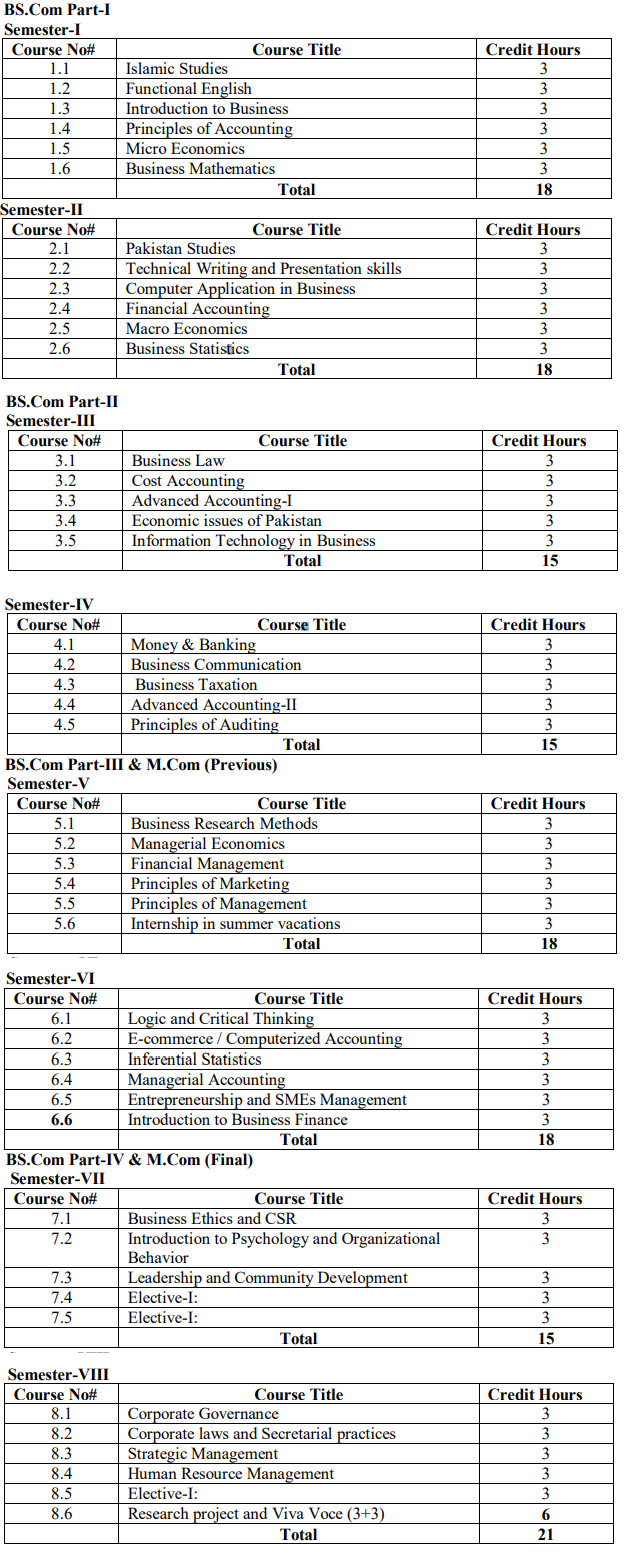 BS.Com Part-I
Semester-I
Course No# Course Title Credit Hours
1.1 Islamic Studies 3
1.2 Functional English 3
1.3 Introduction to Business 3
1.4 Principles of Accounting 3
1.5 Micro Economics 3
1.6 Business Mathematics 3
Total 18
Semester-II
Course No# Course Title Credit Hours
2.1 Pakistan Studies 3
2.2 Technical Writing and Presentation skills 3
2.3 Computer Application in Business 3
2.4 Financial Accounting 3
2.5 Macro Economics 3
2.6 Business Statistics 3
Total 18
BS.Com Part-II
Semester-III
Course No# Course Title Credit Hours
3.1 Business Law 3
3.2 Cost Accounting 3
3.3 Advanced Accounting-I 3
3.4 Economic issues of Pakistan 3
3.5 Information Technology in Business 3
Total 15
Semester-IV
Course No# Course Title Credit Hours
4.1 Money & Banking 3
4.2 Business Communication 3
4.3 Business Taxation 3
4.4 Advanced Accounting-II 3
4.5 Principles of Auditing 3
Total 15
BS.Com Part-III & M.Com (Previous)
Semester-V
Course No# Course Title Credit Hours
5.1 Business Research Methods 3
5.2 Managerial Economics 3
5.3 Financial Management 3
5.4 Principles of Marketing 3
5.5 Principles of Management 3
5.6 Internship in summer vacations 3
Total 18
Semester-VI
Course No# Course Title Credit Hours
6.1 Logic and Critical Thinking 3
6.2 E-commerce / Computerized Accounting 3
6.3 Inferential Statistics 3
6.4 Managerial Accounting 3
6.5 Entrepreneurship and SMEs Management 3
6.6 Introduction to Business Finance 3
Total 18
BS.Com Part-IV & M.Com (Final)
Semester-VII
Course No# Course Title Credit Hours
7.1 Business Ethics and CSR 3
7.2 Introduction to Psychology and Organizational 3
Behavior
7.3 Leadership and Community Development 3
7.4 Elective-I: 3
7.5 Elective-I: 3
Total 15
Semester-VIII
Course No# Course Title Credit Hours
8.1 Corporate Governance 3
8.2 Corporate laws and Secretarial practices 3
8.3 Strategic Management 3
8.4 Human Resource Management 3
8.5 Elective-I: 3
8.6 Research project and Viva Voce (3+3) 6
Total 21